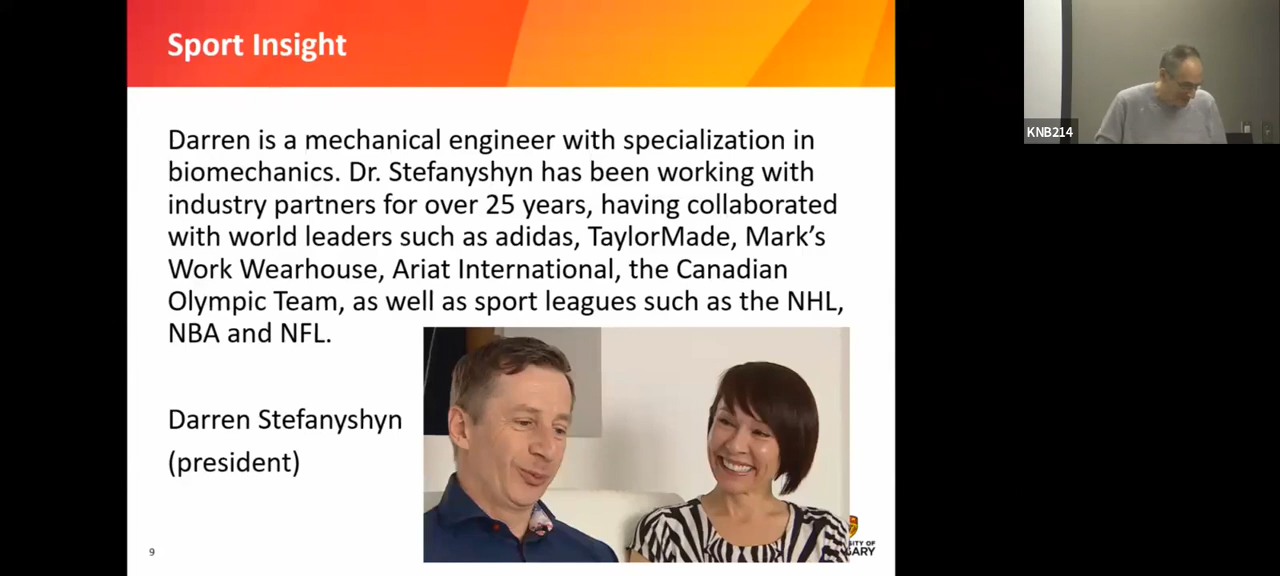 Sport Insight
Darren is a mechanical engineer with specialization in
biomechanics. Dr. Stefanyshyn has been working with
industry partners for over 25 years, having collaborated
with world leaders such as adidas, TaylorMade, Mark’s
Work Wearhouse, Ariat International, the Canadian
Olympic Team, as well as sport leagues such as the NHL,
NBA and NFL.
Darren Stefanyshyn
(president)
9
KNB214